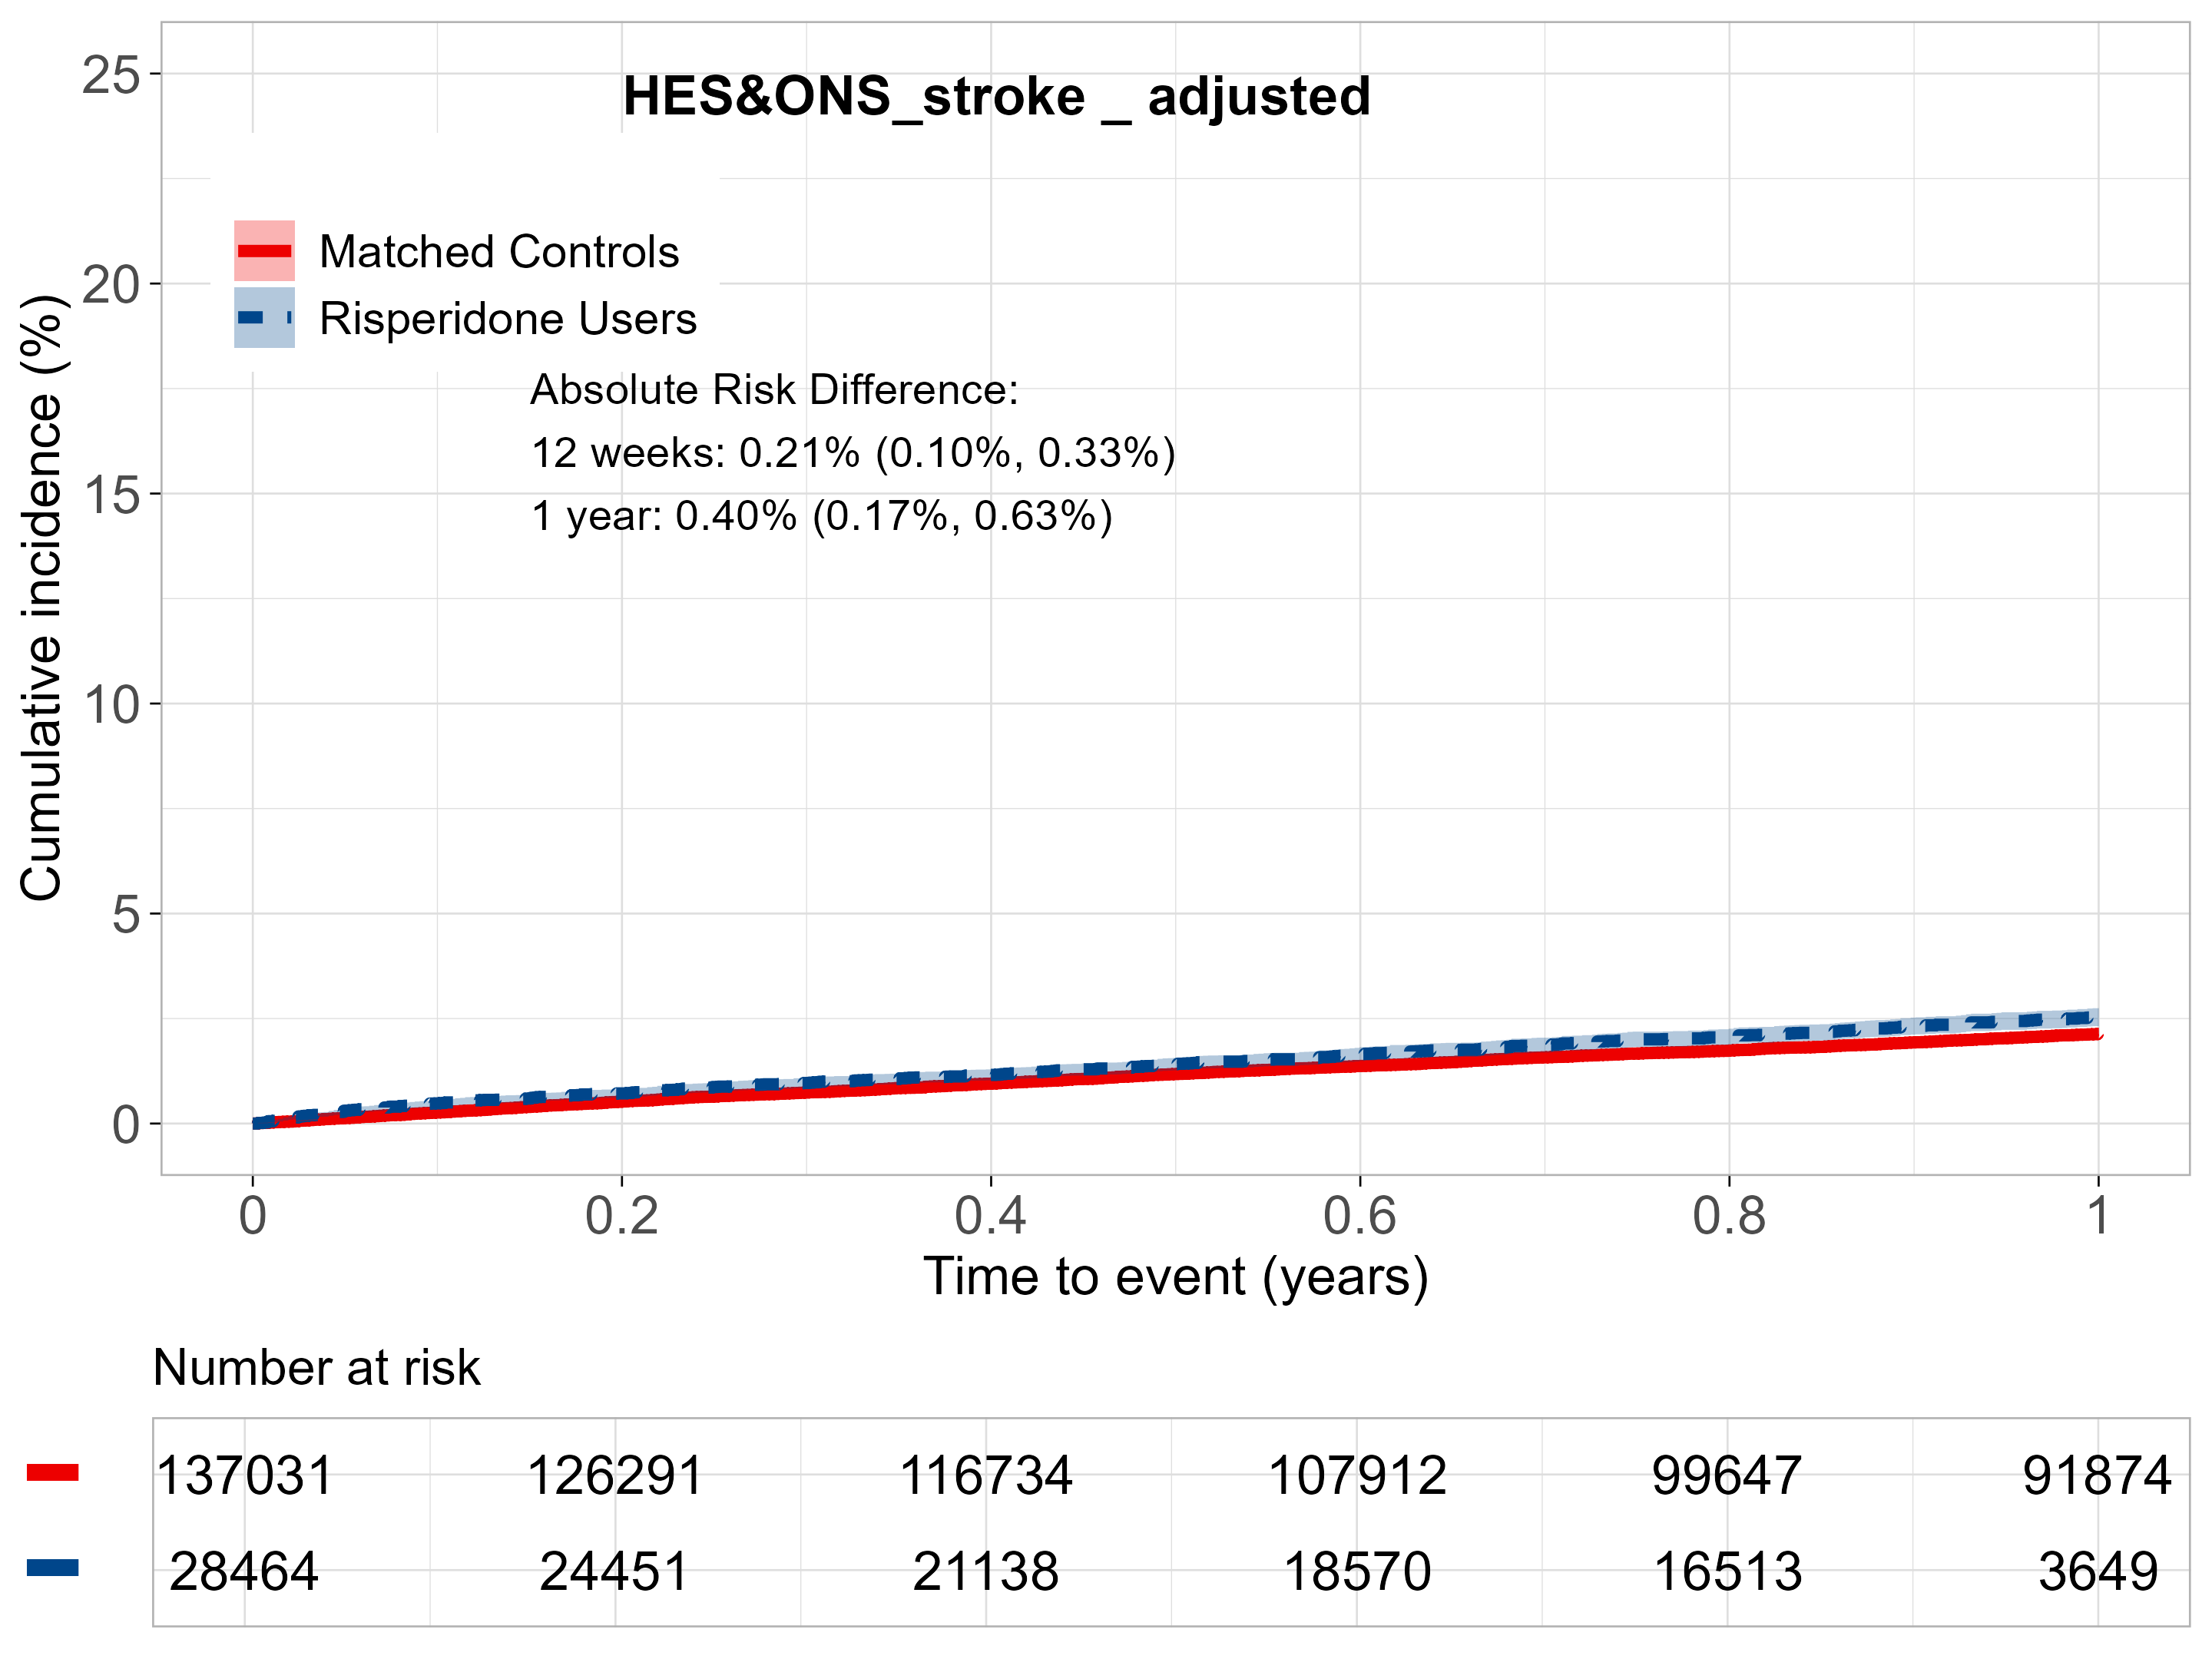 HES&ONS_stroke _ adjusted
Matched Controls
Risperidone Users
Absolute Risk Difference:
12 weeks: 0.21% (0.10%, 0.33%)
1 year: 0.40% (0.17%, 0.63%)
Cumulative incidence (%)
25
20
15
10
5
0
0 0.2 0.4 0.6 0.8 1
Time to event (years)
Number at risk
137031 126291 116734 107912 99647 91874
28464 24451 21138 18570 16513 3649